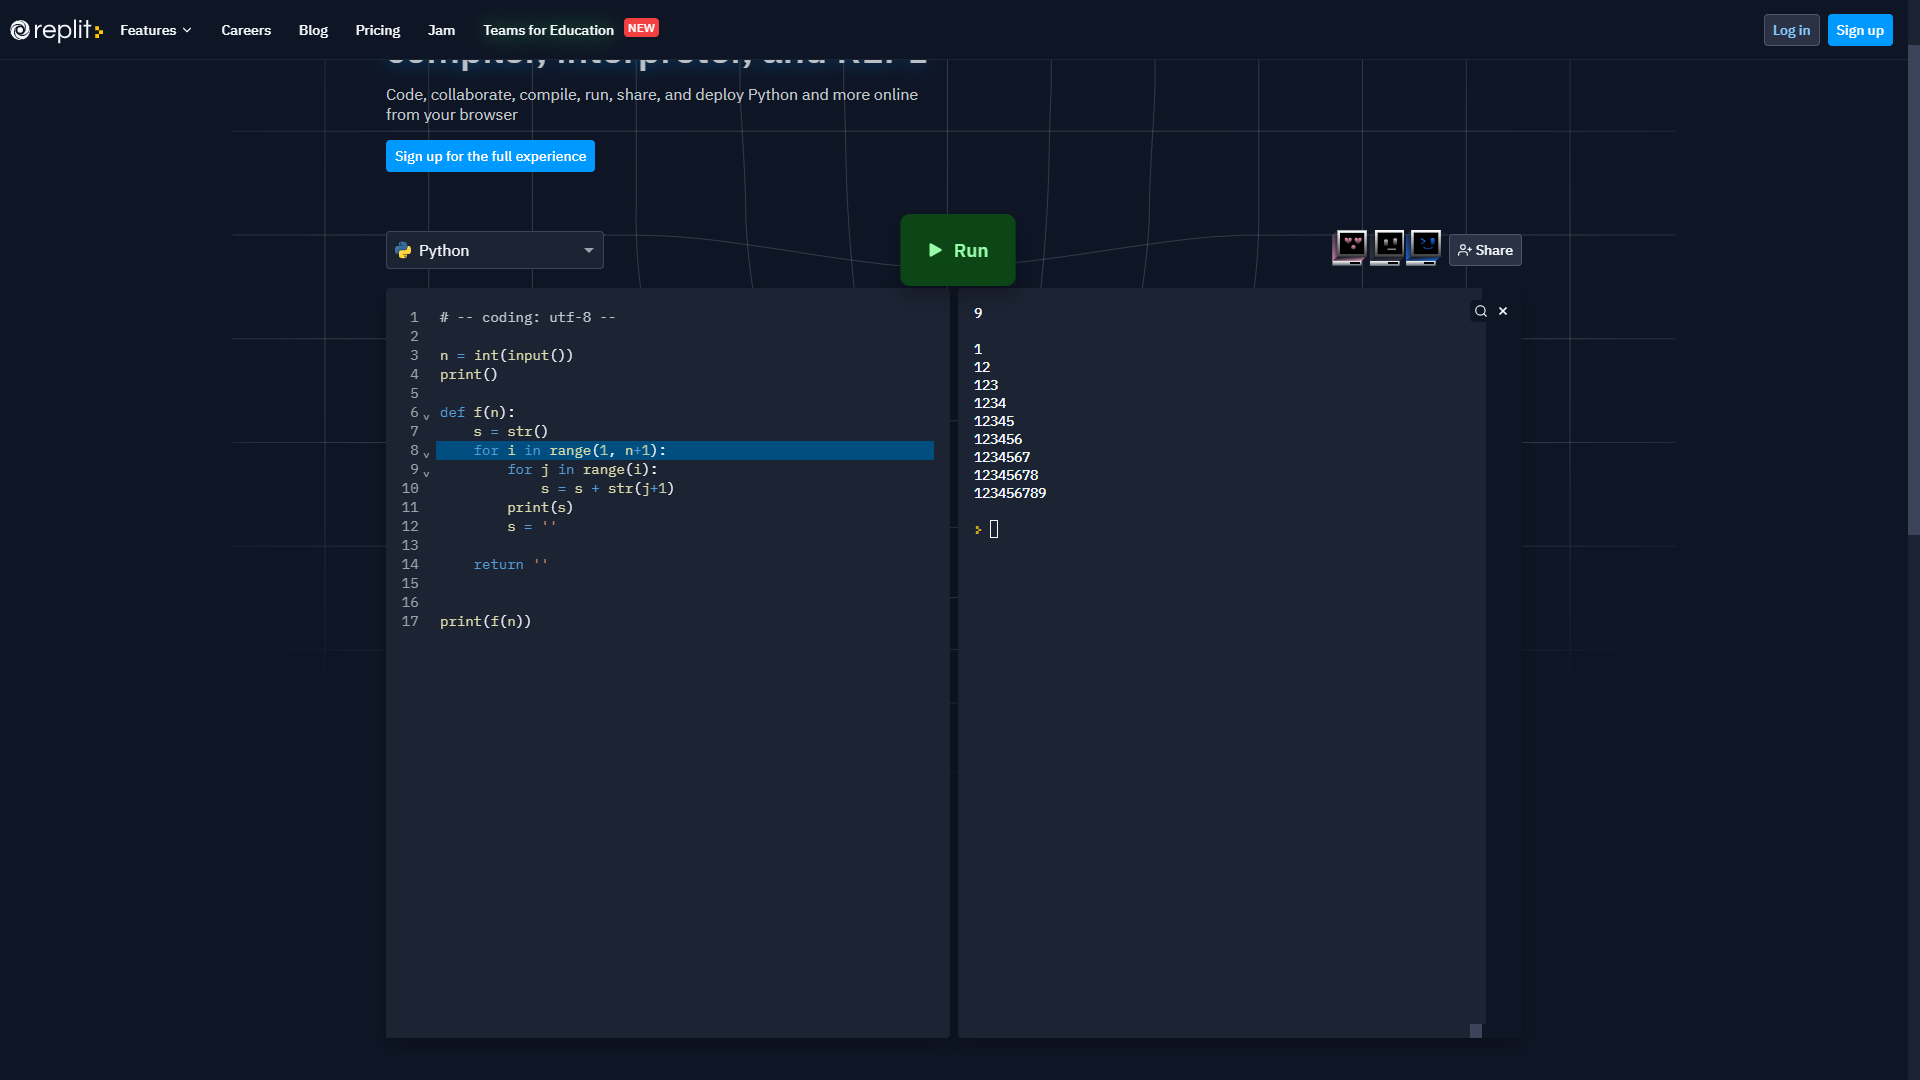 replit
Features
Careers
Blog
Pricing
Jam
Teams for Education
NEW
Log in
Sign up
compiler, interpreter, and REPL
Code, collaborate, compile, run, share, and deploy Python and more online
from your browser
Sign up for the full experience
Python
Run
Share
1 # -- coding: utf-8 --
2
3 n = int(input())
4 print()
5
6 def f(n):
7     s = str()
8     for i in range(1, n+1):
9         for j in range(i):
10             s = s + str(j+1)
11         print(s)
12         s = ''
13
14     return ''
15
16
17 print(f(n))
9
1
12
123
1234
12345
123456
1234567
12345678
123456789